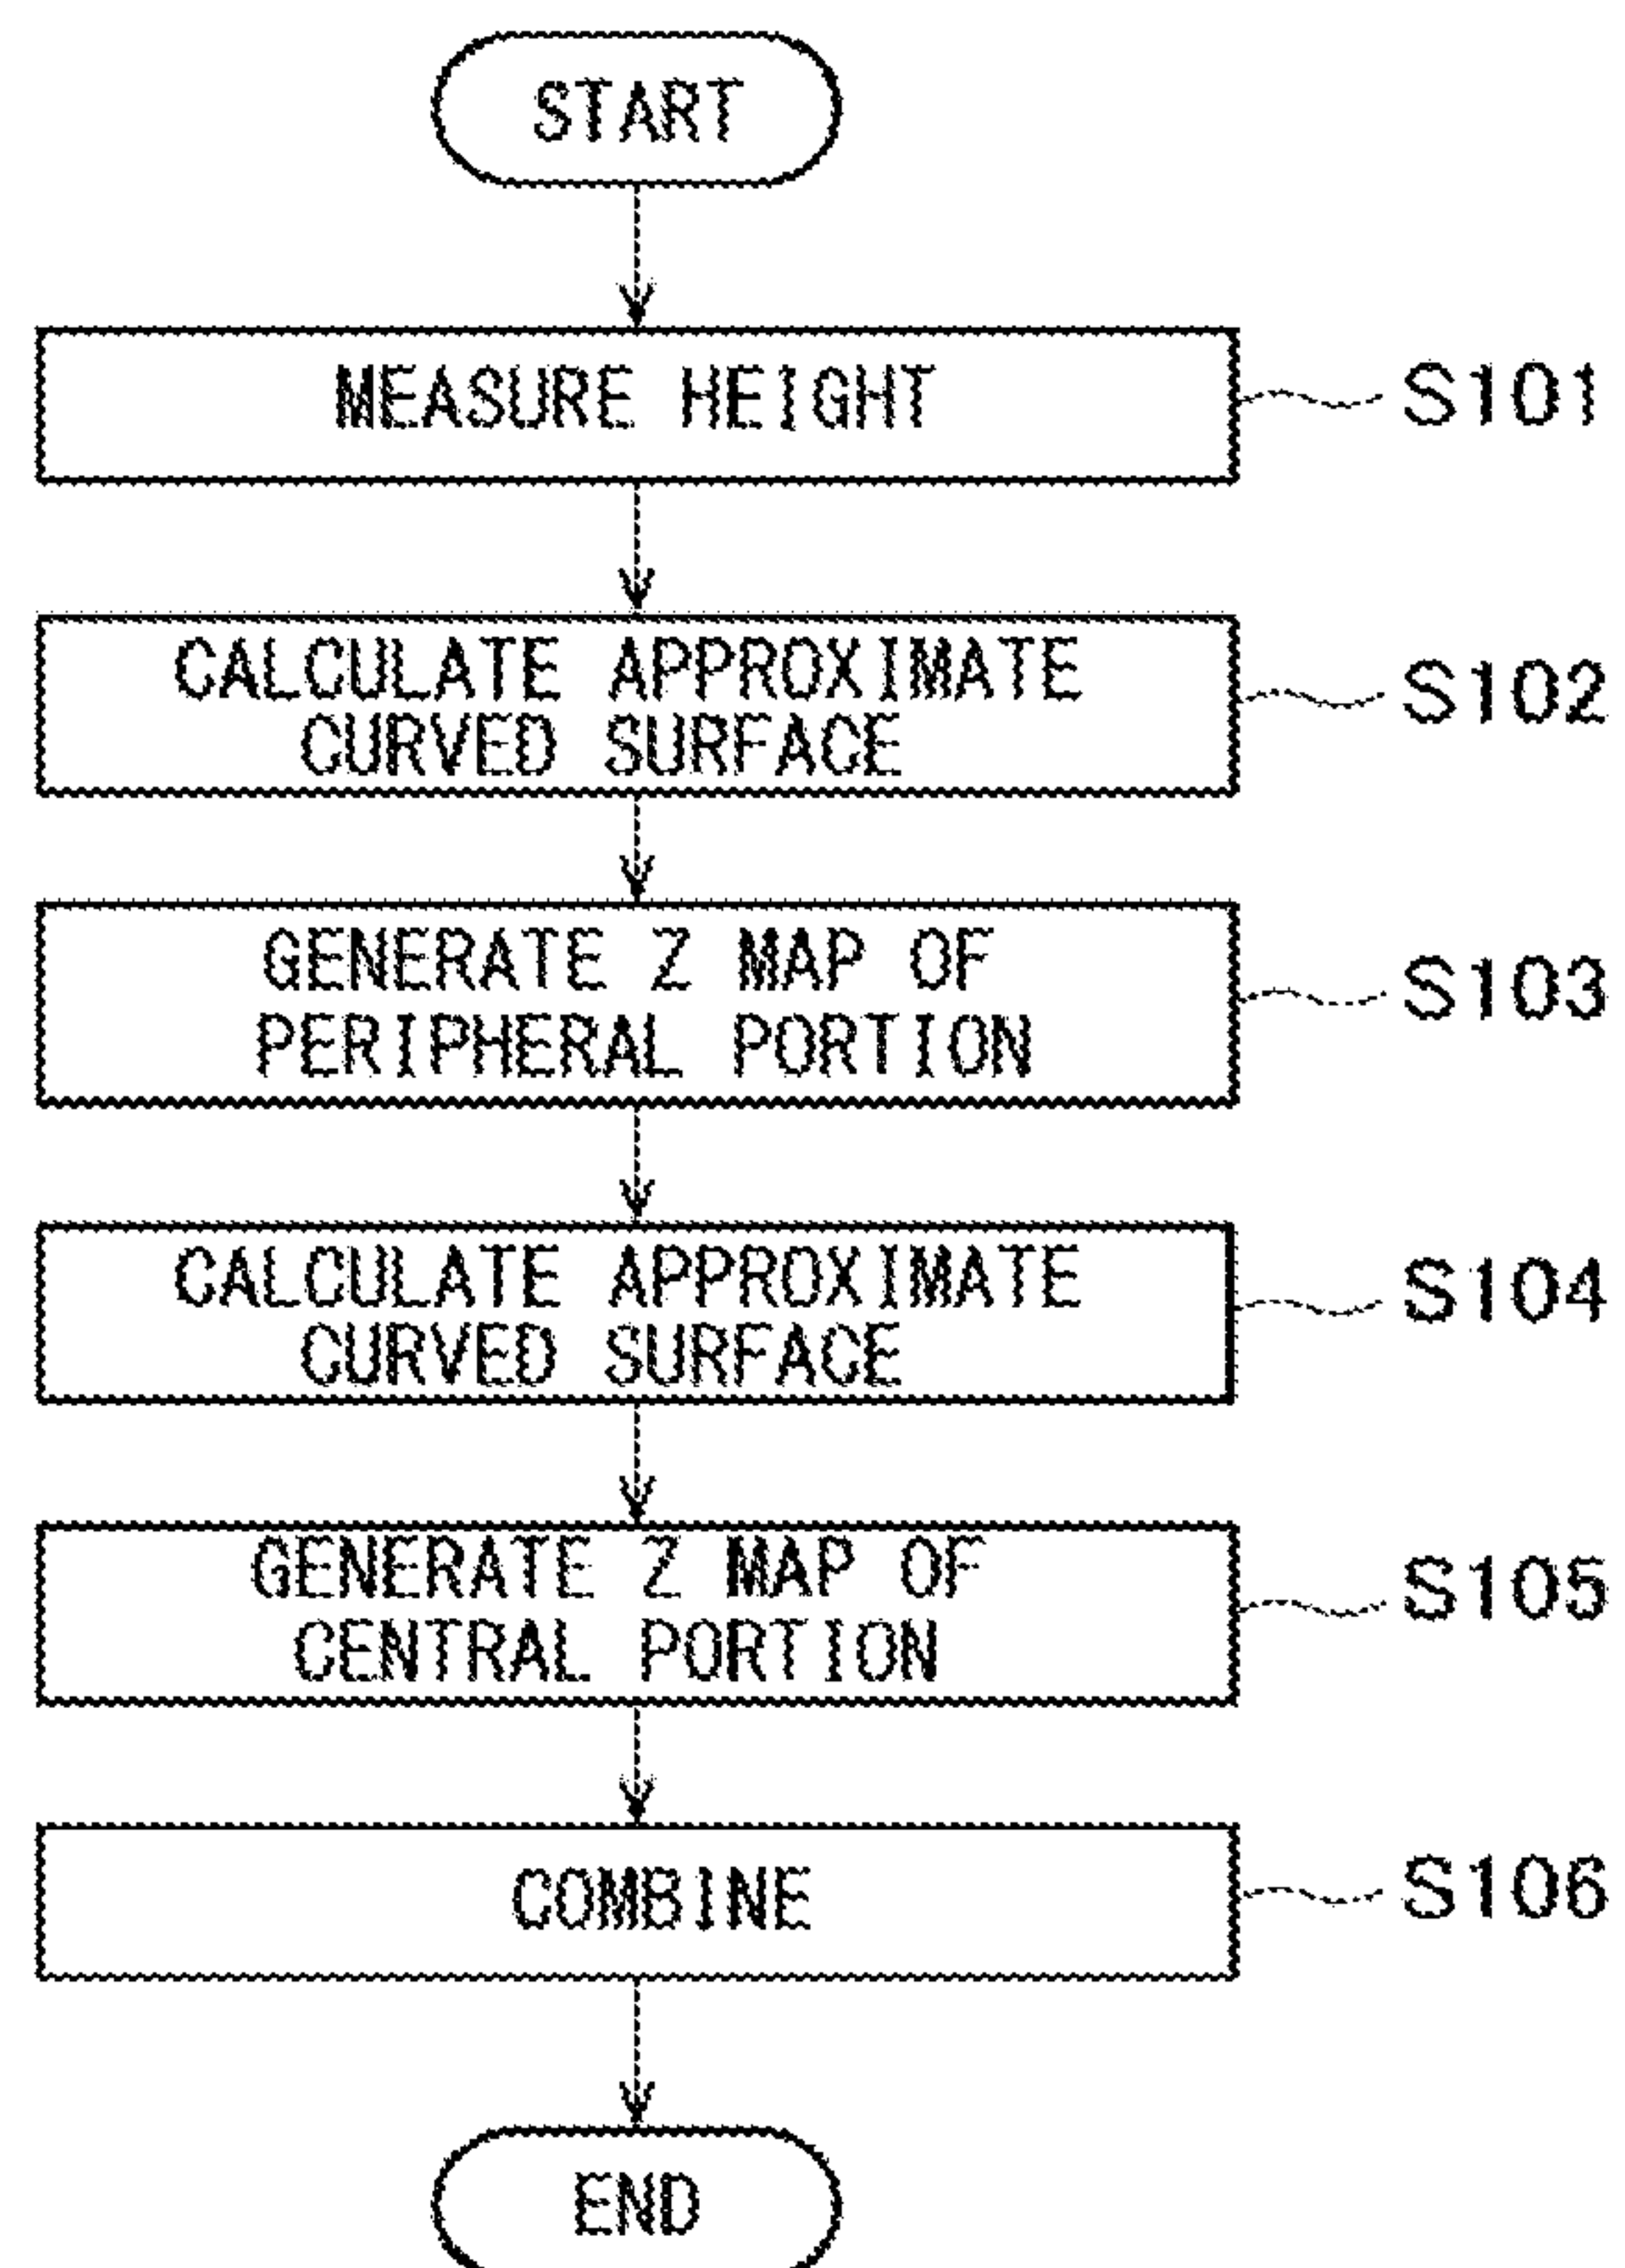 START
MEASURE HEIGHT
S101
CALCULATE APPROXIMATE
CURVED SURFACE
S102
GENERATE Z MAP OF
PERIPHERAL PORTION
S103
CALCULATE APPROXIMATE
CURVED SURFACE
S104
GENERATE Z MAP OF
CENTRAL PORTION
S105
COMBINE
S106
END